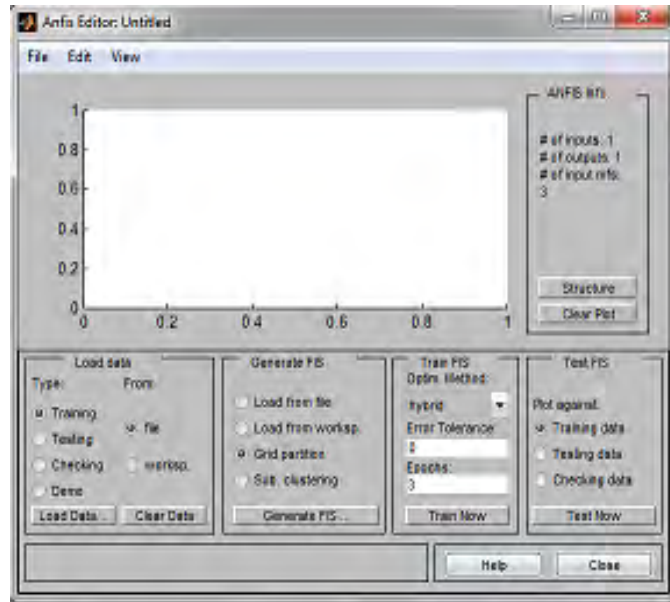 Anfis Editor: Untitled
File Edit View
1
0.8
0.6
0.4
0.2
0
0 0.2 0.4 0.6 0.8 1
ANFIS Info
# of inputs: 1
# of outputs: 1
# of input mfs:
3
Structure
Clear Plot
Load data
Type: From:
Training
Testing
Checking
Demo
file
worksp.
Load Data... Clear Data
Generate FIS
Load from file
Load from worksp.
Grid partition
Sub. clustering
Generate FIS ...
Train FIS
Optim. Method:
hybrid
Error Tolerance:
0
Epochs:
3
Train Now
Test FIS
Plot against:
Training data
Testing data
Checking data
Test Now
Help Close